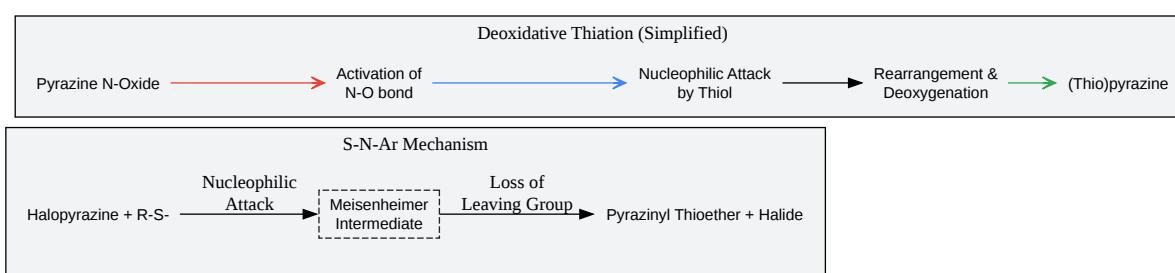 Deoxidative Thiation (Simplified)
Pyrazine N-Oxide
Activation of
N-O bond
Nucleophilic Attack
by Thiol
Rearrangement &
Deoxygenation
(Thio)pyrazine
S-N-Ar Mechanism
Halopyrazine + R-S-
Nucleophilic
Attack
Meisenheimer
Intermediate
Loss of
Leaving Group
Pyrazinyl Thioether + Halide